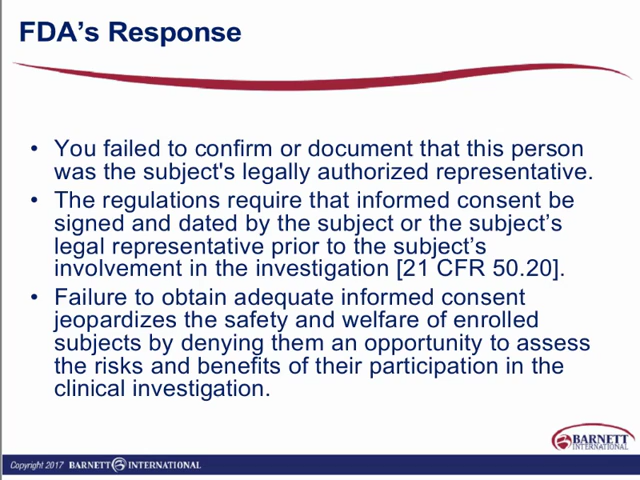 FDA's Response
• You failed to confirm or document that this person
was the subject's legally authorized representative.
• The regulations require that informed consent be
signed and dated by the subject or the subject's
legal representative prior to the subject's
involvement in the investigation [21 CFR 50.20].
• Failure to obtain adequate informed consent
jeopardizes the safety and welfare of enrolled
subjects by denying them an opportunity to assess
the risks and benefits of their participation in the
clinical investigation.
BARNETT
INTERNATIONAL
Copyright 2017 BARNETT INTERNATIONAL